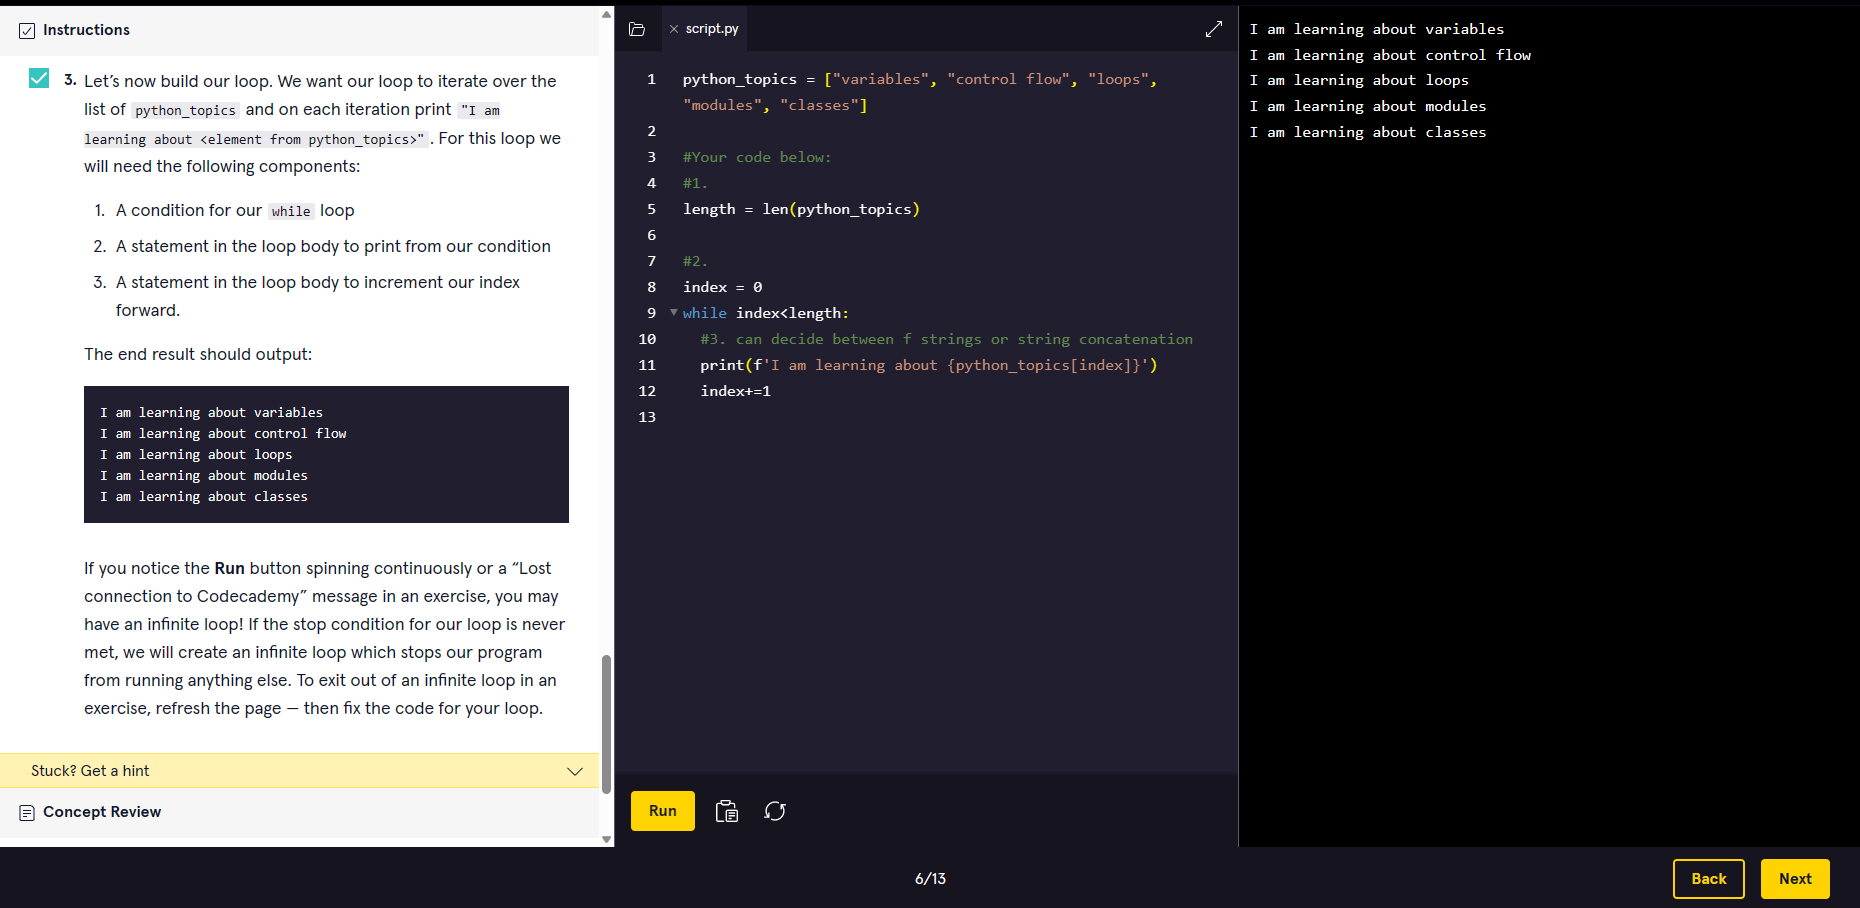 Instructions
3. Let’s now build our loop. We want our loop to iterate over the
list of python_topics and on each iteration print "I am
learning about <element from python_topics>". For this loop we
will need the following components:
1. A condition for our while loop
2. A statement in the loop body to print from our condition
3. A statement in the loop body to increment our index
forward.
The end result should output:
I am learning about variables
I am learning about control flow
I am learning about loops
I am learning about modules
I am learning about classes
If you notice the Run button spinning continuously or a “Lost
connection to Codecademy” message in an exercise, you may
have an infinite loop! If the stop condition for our loop is never
met, we will create an infinite loop which stops our program
from running anything else. To exit out of an infinite loop in an
exercise, refresh the page — then fix the code for your loop.
Stuck? Get a hint
Concept Review
script.py
1 python_topics = ["variables", "control flow", "loops",
"modules", "classes"]
2
3 #Your code below:
4 #1.
5 length = len(python_topics)
6
7 #2.
8 index = 0
9 while index<length:
10 #3. can decide between f strings or string concatenation
11 print(f'I am learning about {python_topics[index]}')
12 index+=1
13
Run
I am learning about variables
I am learning about control flow
I am learning about loops
I am learning about modules
I am learning about classes
6/13
Back
Next